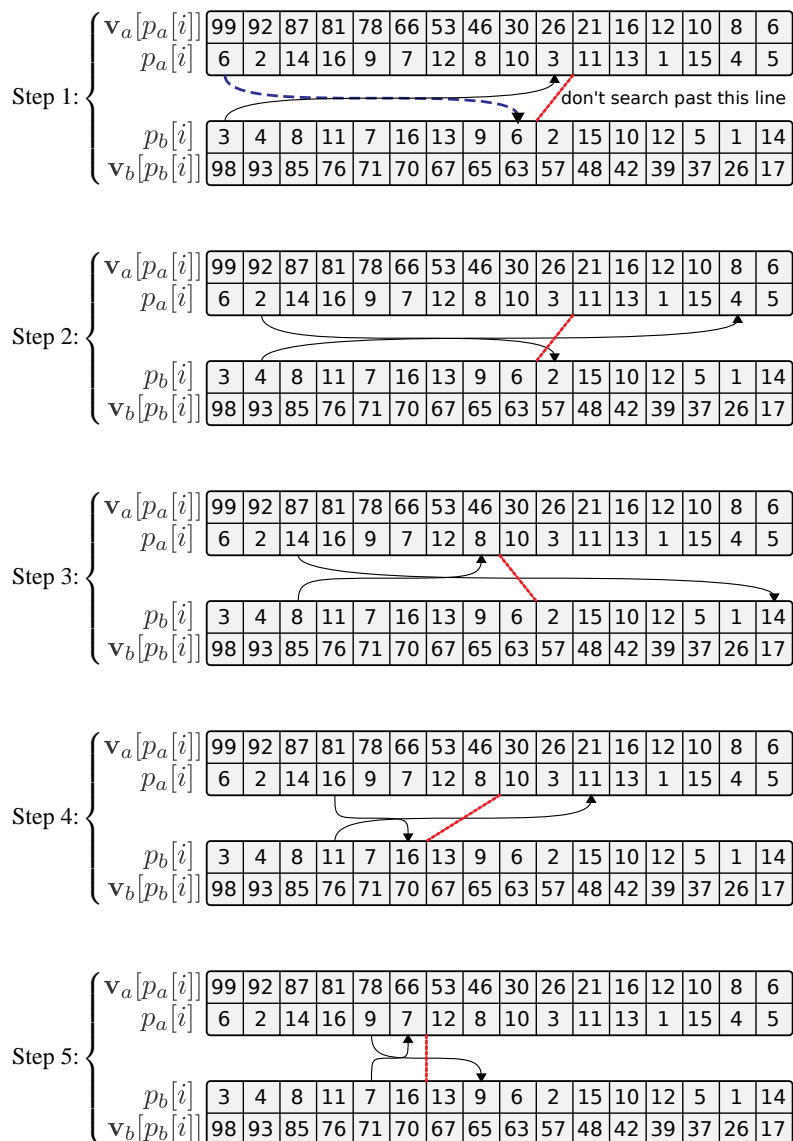 v_a[p_a[i]] 99 92 87 81 78 66 53 46 30 26 21 16 12 10 8 6
p_a[i] 6 2 14 16 9 7 12 8 10 3 11 13 1 15 4 5
Step 1:
don't search past this line
p_b[i] 3 4 8 11 7 16 13 9 6 2 15 10 12 5 1 14
v_b[p_b[i]] 98 93 85 76 71 70 67 65 63 57 48 42 39 37 26 17
v_a[p_a[i]] 99 92 87 81 78 66 53 46 30 26 21 16 12 10 8 6
p_a[i] 6 2 14 16 9 7 12 8 10 3 11 13 1 15 4 5
Step 2:
p_b[i] 3 4 8 11 7 16 13 9 6 2 15 10 12 5 1 14
v_b[p_b[i]] 98 93 85 76 71 70 67 65 63 57 48 42 39 37 26 17
v_a[p_a[i]] 99 92 87 81 78 66 53 46 30 26 21 16 12 10 8 6
p_a[i] 6 2 14 16 9 7 12 8 10 3 11 13 1 15 4 5
Step 3:
p_b[i] 3 4 8 11 7 16 13 9 6 2 15 10 12 5 1 14
v_b[p_b[i]] 98 93 85 76 71 70 67 65 63 57 48 42 39 37 26 17
v_a[p_a[i]] 99 92 87 81 78 66 53 46 30 26 21 16 12 10 8 6
p_a[i] 6 2 14 16 9 7 12 8 10 3 11 13 1 15 4 5
Step 4:
p_b[i] 3 4 8 11 7 16 13 9 6 2 15 10 12 5 1 14
v_b[p_b[i]] 98 93 85 76 71 70 67 65 63 57 48 42 39 37 26 17
v_a[p_a[i]] 99 92 87 81 78 66 53 46 30 26 21 16 12 10 8 6
p_a[i] 6 2 14 16 9 7 12 8 10 3 11 13 1 15 4 5
Step 5:
p_b[i] 3 4 8 11 7 16 13 9 6 2 15 10 12 5 1 14
v_b[p_b[i]] 98 93 85 76 71 70 67 65 63 57 48 42 39 37 26 17